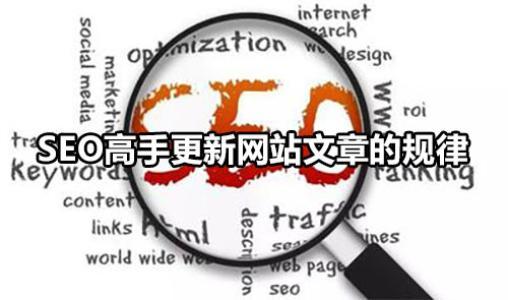 internet
search
web design
optimization
social media
marketing
www
roi
SEO
SEO高手更新网站文章的规律
keywords
ranking
content
traffic
links
html
description
world wide web
web page
seo